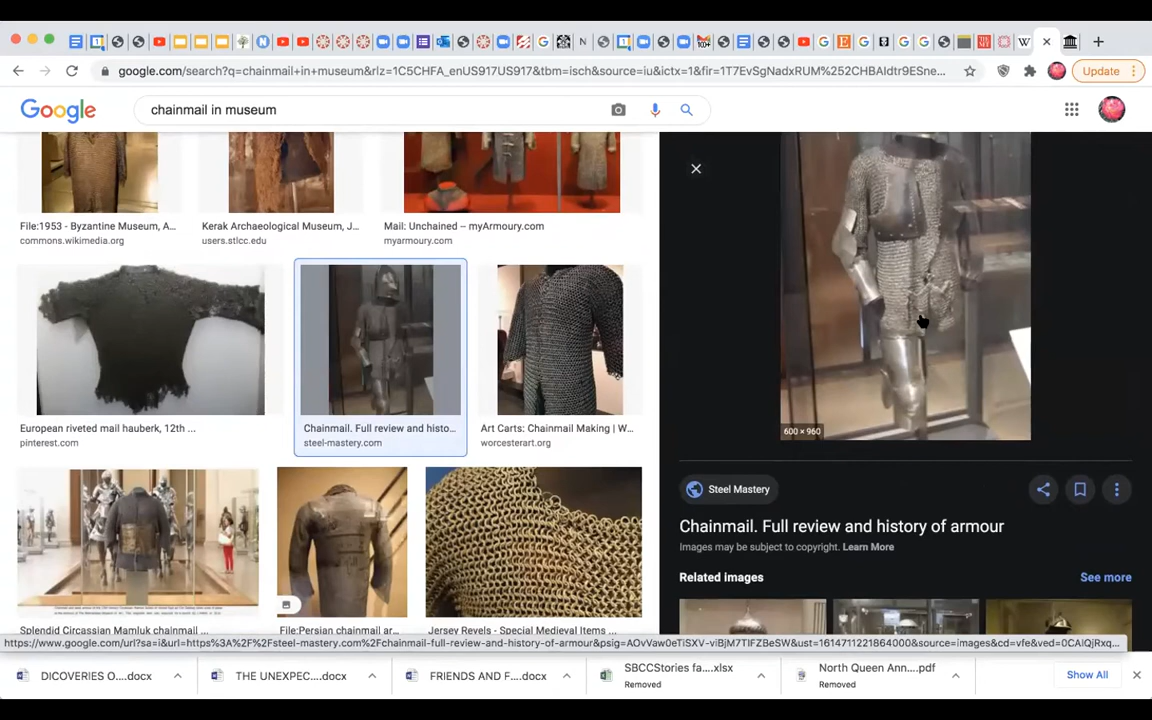 google.com/search?q=chainmail+in+museum&rlz=1C5CHFA_enUS917US917&tbm=isch&source=iu&ictx=1&fir=1T7EvSgNadxRUM%252CHBAIdtr9ESne...
Update
Google
chainmail in museum
File:1953 - Byzantine Museum, A...
commons.wikimedia.org
Kerak Archaeological Museum, J...
users.stlcc.edu
Mail: Unchained – myArmoury.com
myarmoury.com
600 × 960
European riveted mail hauberk, 12th ...
pinterest.com
Chainmail. Full review and histo...
steel-mastery.com
Art Carts: Chainmail Making | W...
worcesterart.org
Steel Mastery
Chainmail. Full review and history of armour
Images may be subject to copyright. Learn More
Related images
See more
Splendid Circassian Mamluk chainmail ...
File:Persian chainmail ar...
Jersey Revels - Special Medieval Items ...
DICOVERIES O....docx
THE UNEXPEC....docx
FRIENDS AND F....docx
SBCCStories fa....xlsx
Removed
North Queen Ann....pdf
Removed
Show All